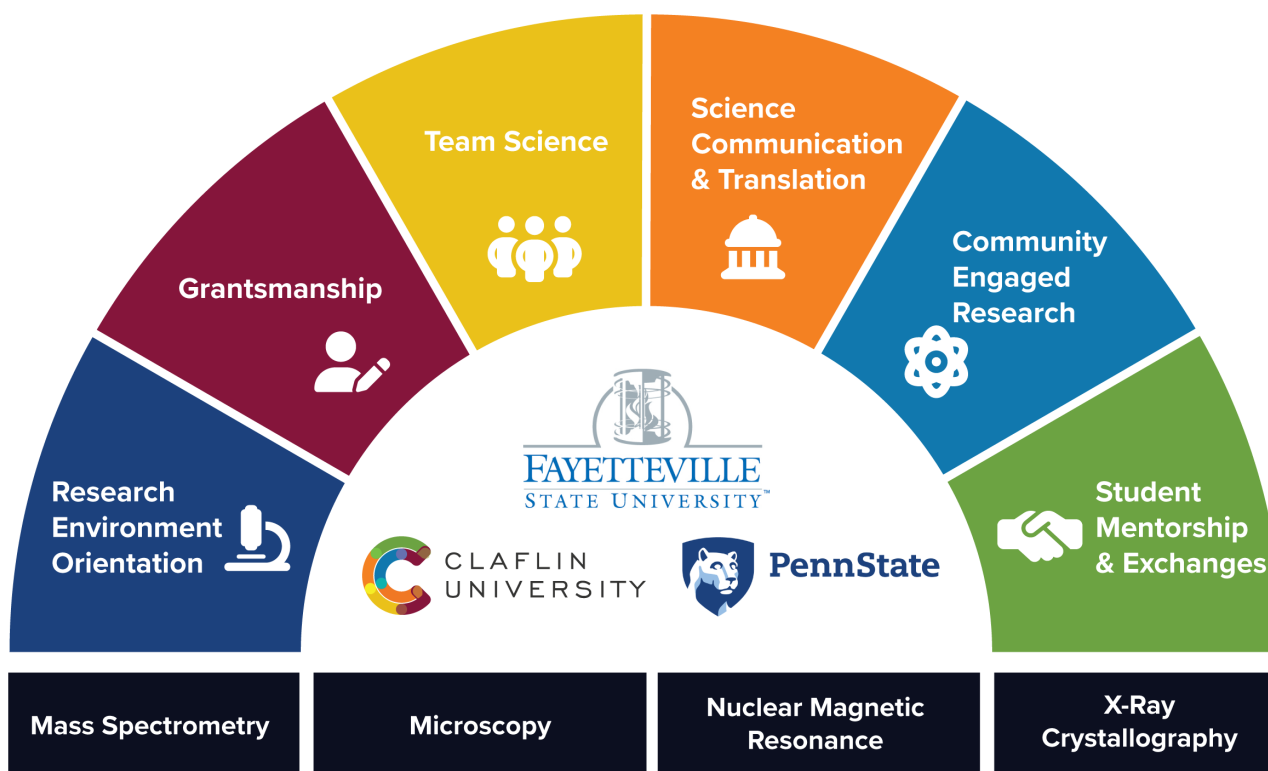 Science
Communication
& Translation
Team Science
Community
Engaged
Research
Grantsmanship
Research
Environment
Orientation
Student
Mentorship
& Exchanges
FAYETTEVILLE
STATE UNIVERSITY™
CLAFLIN
UNIVERSITY
PennState
Mass Spectrometry
Microscopy
Nuclear Magnetic
Resonance
X-Ray
Crystallography